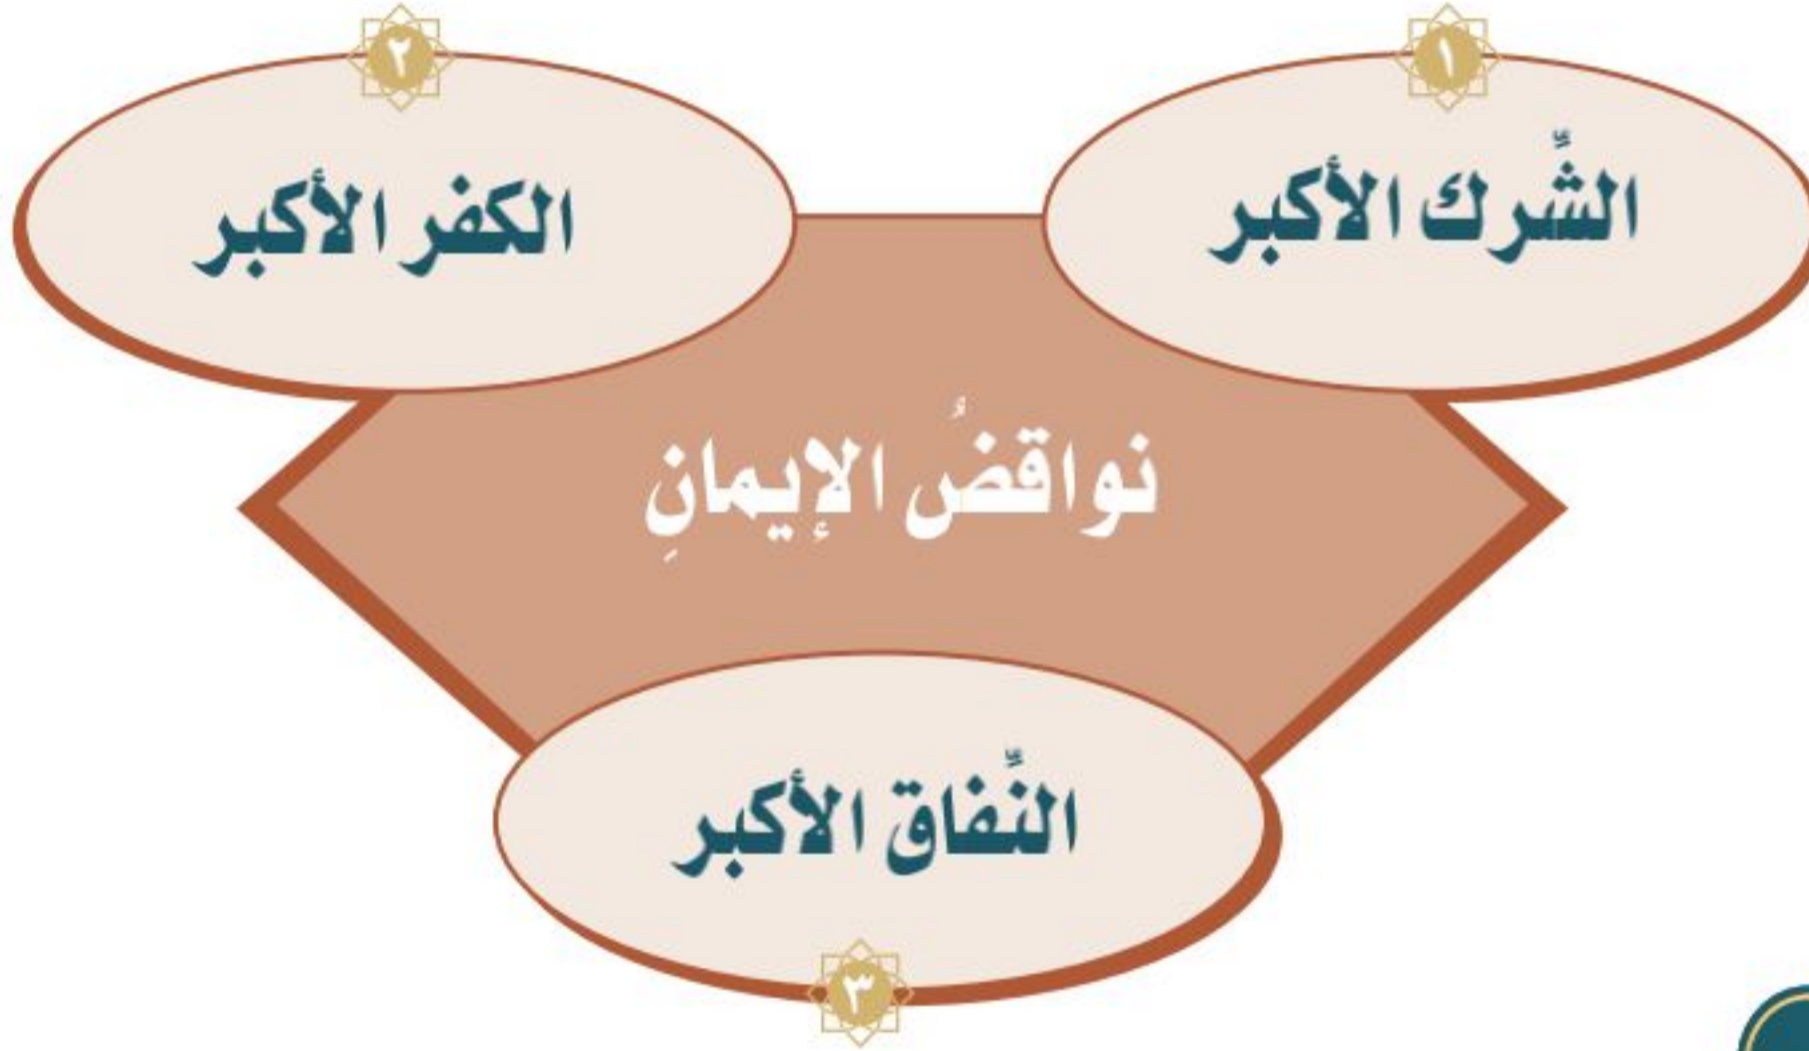 ١
الشِّرك الأكبر
٢
الكفر الأكبر
نواقضُ الإيمانِ
النِّفاق الأكبر
٣